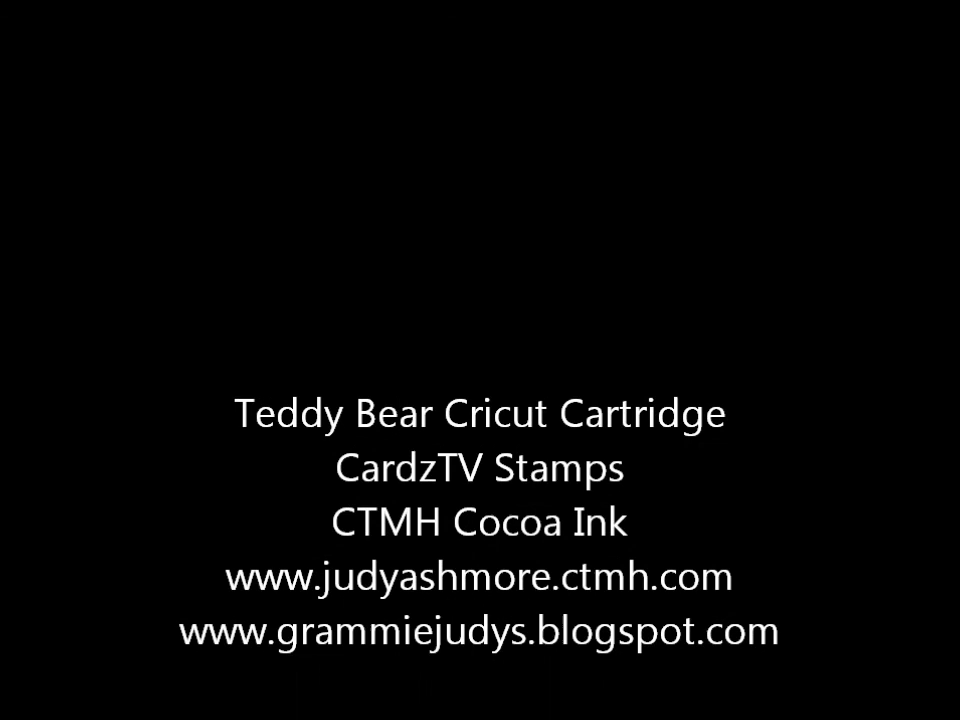 Teddy Bear Cricut Cartridge
CardzTV Stamps
CTMH Cocoa Ink
www.judyashmore.ctmh.com
www.grammiejudys.blogspot.com